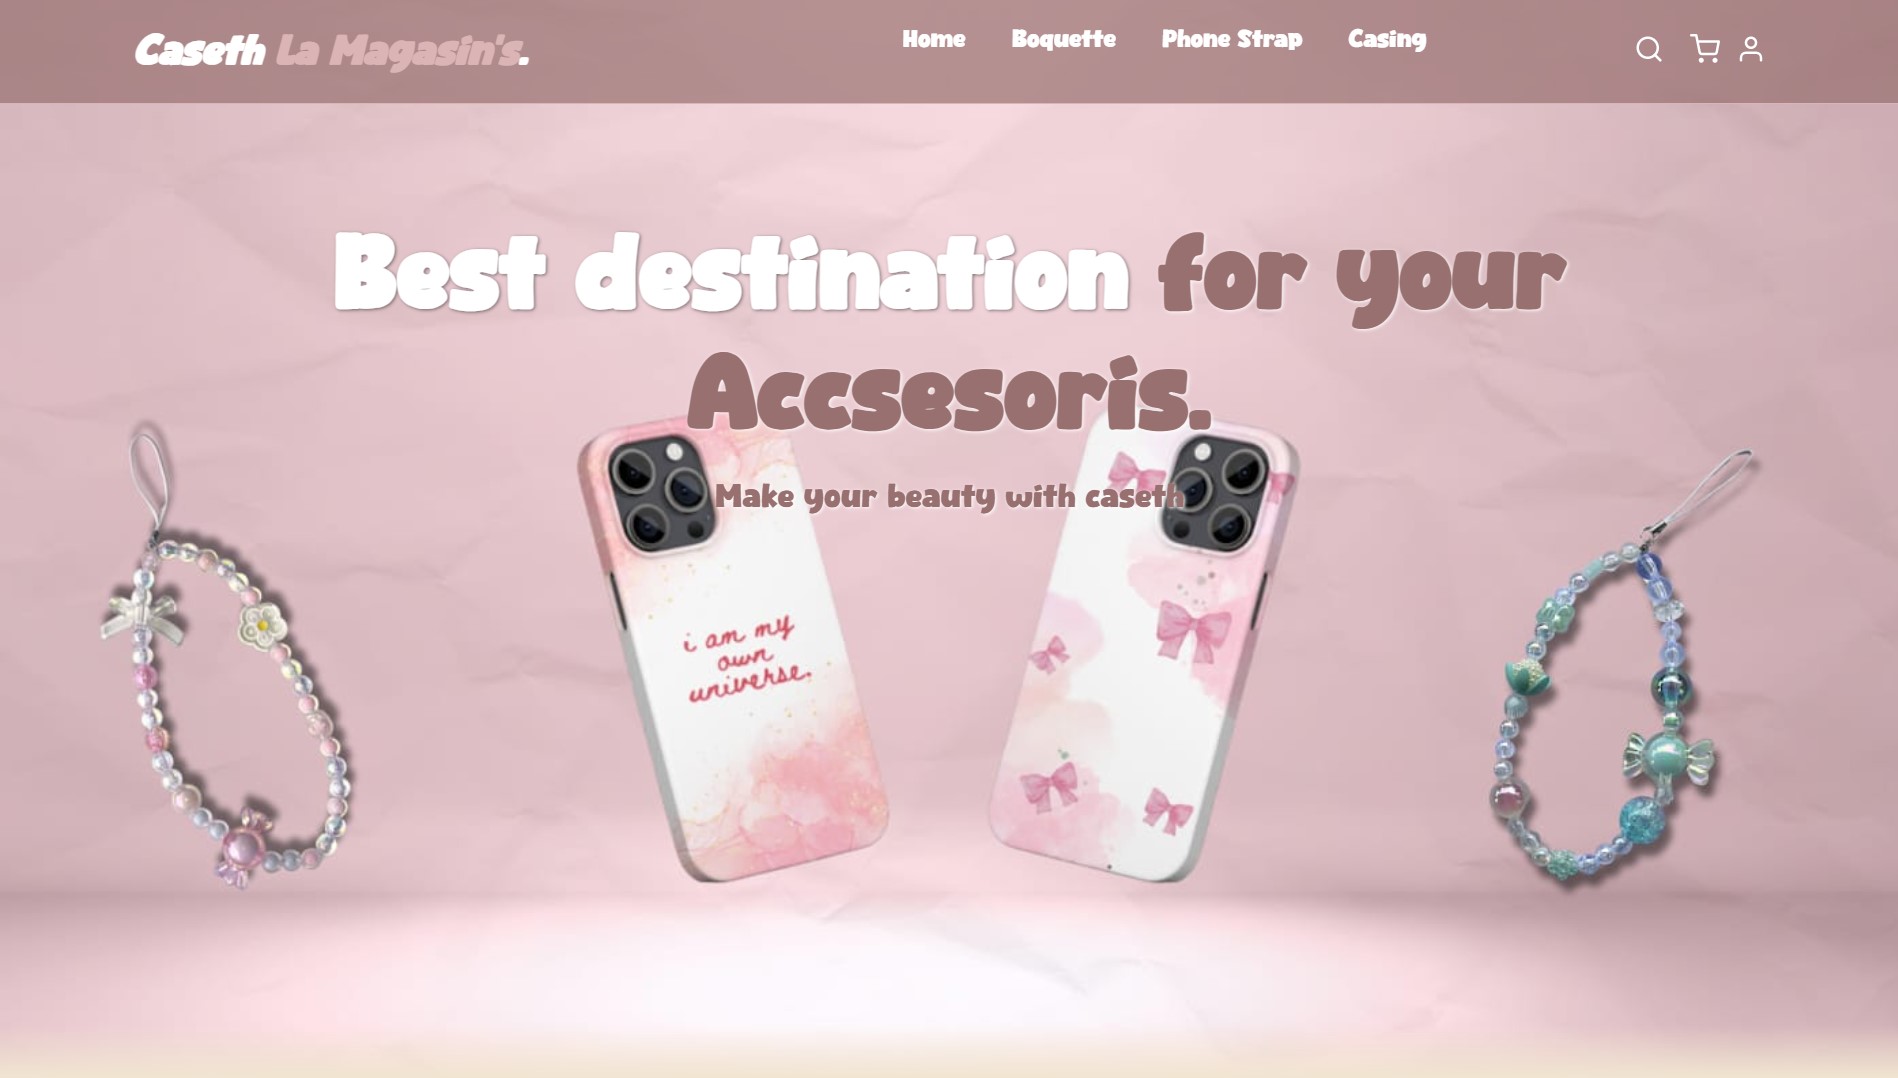 Caseth La Magasin's.
Home Boquette Phone Strap Casing
Best destination for your
Accsesoris.
Make your beauty with caseth
i am my
own
universe.